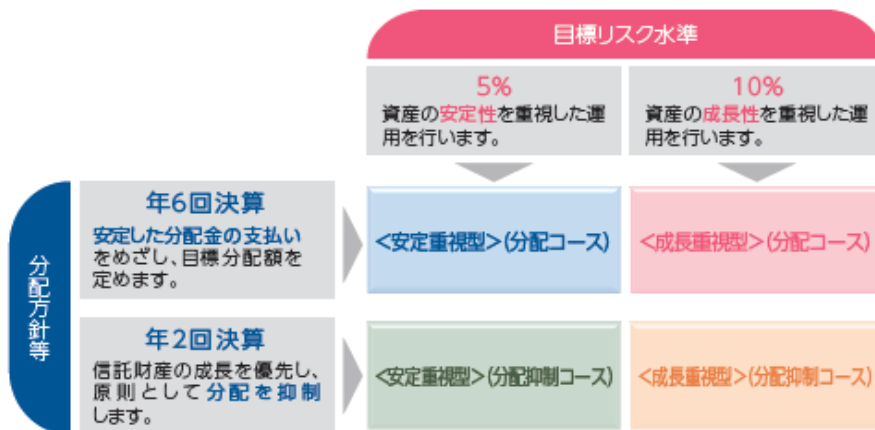 目標リスク水準
5%
資産の安定性を重視した運
用を行います。
10%
資産の成長性を重視した運
用を行います。
分配方針等
年6回決算
安定した分配金の支払い
をめざし、目標分配額を
定めます。
<安定重視型>(分配コース)
<成長重視型>(分配コース)
年2回決算
信託財産の成長を優先し、
原則として分配を抑制
します。
<安定重視型>(分配抑制コース)
<成長重視型>(分配抑制コース)